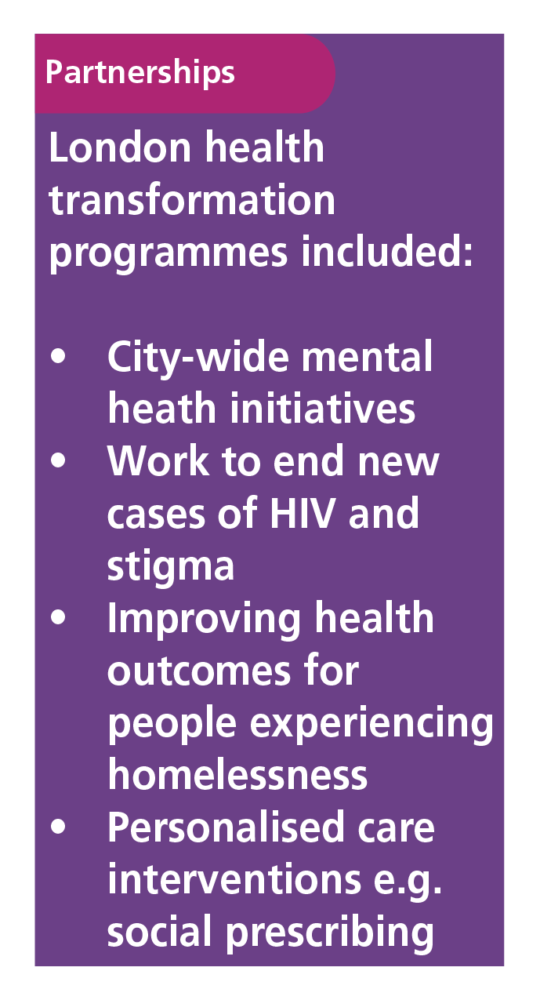 Partnerships
London health
transformation
programmes included:
• City-wide mental
heath initiatives
• Work to end new
cases of HIV and
stigma
• Improving health
outcomes for
people experiencing
homelessness
• Personalised care
interventions e.g.
social prescribing